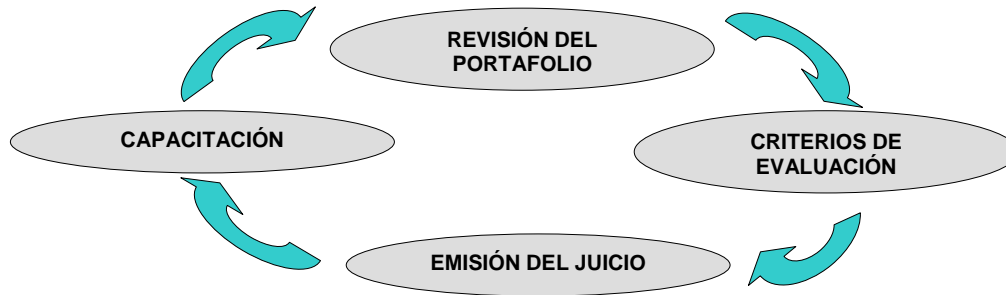 REVISIÓN DEL
PORTAFOLIO
CAPACITACIÓN
CRITERIOS DE
EVALUACIÓN
EMISIÓN DEL JUICIO